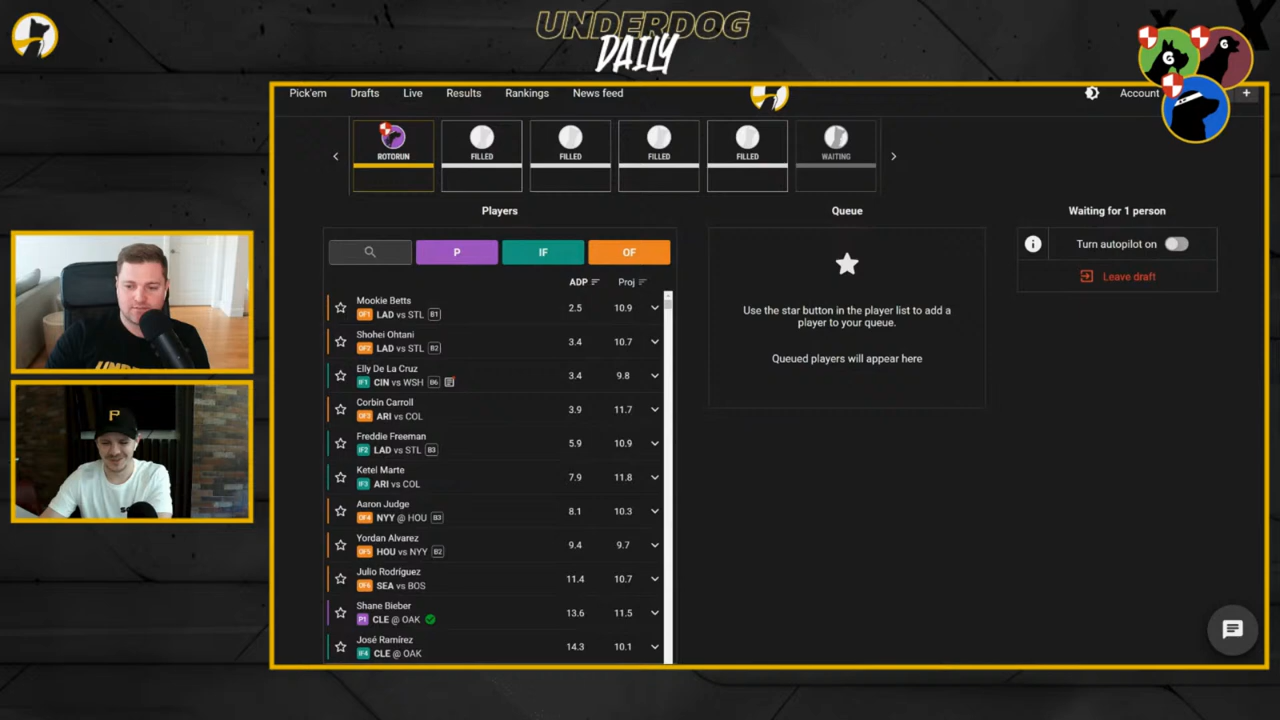 UNDERDOG
DAILY
Pick'em Drafts Live Results Rankings News feed Account +
ROTORUN FILLED FILLED FILLED FILLED WAITING
Players Queue Waiting for 1 person
P IF OF Turn autopilot on
Leave draft
ADP Proj
Mookie Betts
OF1 LAD vs STL B1 2.5 10.9
Shohei Ohtani
OF2 LAD vs STL B2 3.4 10.7
Elly De La Cruz
IF1 CIN vs WSH B6 3.4 9.8
Corbin Carroll
OF3 ARI vs COL 3.9 11.7
Freddie Freeman
IF2 LAD vs STL B3 5.9 10.9
Ketel Marte
IF3 ARI vs COL 7.9 11.8
Aaron Judge
OF4 NYY @ HOU B3 8.1 10.3
Yordan Alvarez
OF5 HOU vs NYY B2 9.4 9.7
Julio Rodríguez
OF6 SEA vs BOS 11.4 10.7
Shane Bieber
P1 CLE @ OAK 13.6 11.5
José Ramírez
IF4 CLE @ OAK 14.3 10.1
Use the star button in the player list to add a
player to your queue.
Queued players will appear here
G
G
P
UNDERDOG